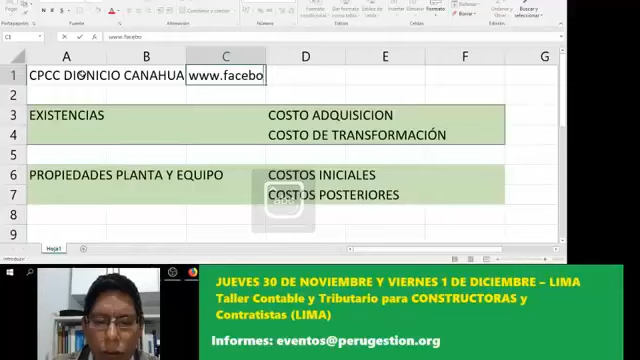 C1
www.facebo
A B C D E F G
1 CPCC DIONICIO CANAHUA www.facebo
2
3 EXISTENCIAS COSTO ADQUISICION
4 COSTO DE TRANSFORMACIÓN
5
6 PROPIEDADES PLANTA Y EQUIPO COSTOS INICIALES
7 COSTOS POSTERIORES
8
9
Hoja1
JUEVES 30 DE NOVIEMBRE Y VIERNES 1 DE DICIEMBRE – LIMA
Taller Contable y Tributario para CONSTRUCTORAS y
Contratistas (LIMA)
Informes: eventos@perugestion.org